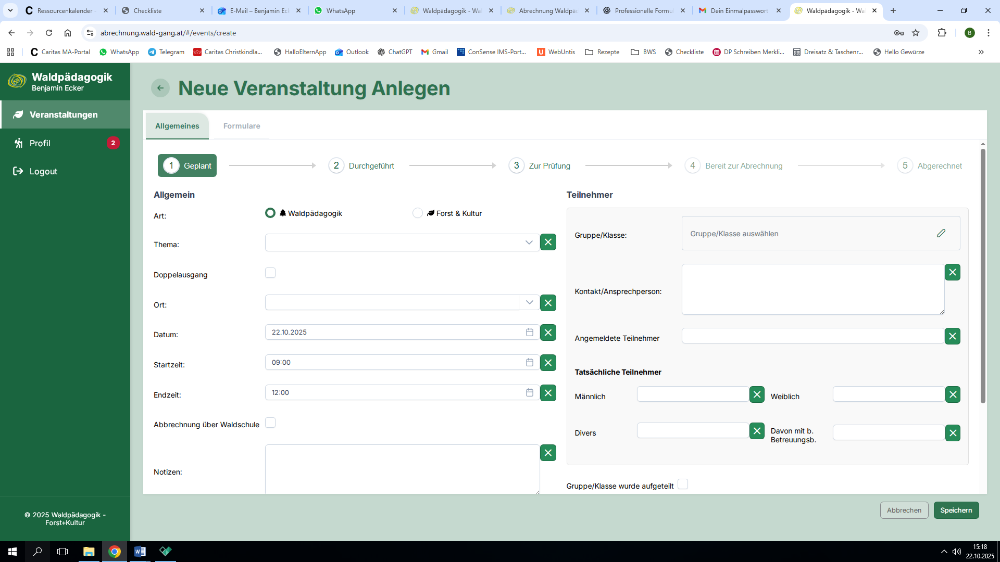 Ressourcenkalender -
Checkliste
E-Mail – Benjamin Eck
WhatsApp
Waldpädagogik - Wal
Abrechnung Waldpäd
Professionelle Formul
Dein Einmalpasswort
Waldpädagogik - Wal
abrechnung.wald-gang.at/#/events/create
B
Caritas MA-Portal
WhatsApp
Telegram
Caritas Christkindla...
HalloElternApp
Outlook
ChatGPT
Gmail
ConSense IMS-Port...
WebUntis
Rezepte
BWS
Checkliste
DP Schreiben Merkli...
Dreisatz & Taschenr...
Hello Gewürze
Waldpädagogik
Benjamin Ecker
Veranstaltungen
Profil
2
Logout
© 2025 Waldpädagogik -
Forst+Kultur
Neue Veranstaltung Anlegen
Allgemeines
Formulare
1 Geplant
2 Durchgeführt
3 Zur Prüfung
4 Bereit zur Abrechnung
5 Abgerechnet
Allgemein
Art:
Waldpädagogik
Forst & Kultur
Thema:
Doppelausgang
Ort:
Datum:
22.10.2025
Startzeit:
09:00
Endzeit:
12:00
Abbrechnung über Waldschule
Notizen:
Teilnehmer
Gruppe/Klasse:
Gruppe/Klasse auswählen
Kontakt/Ansprechperson:
Angemeldete Teilnehmer
Tatsächliche Teilnehmer
Männlich
Weiblich
Divers
Davon mit b.
Betreuungsb.
Gruppe/Klasse wurde aufgeteilt
Abbrechen
Speichern
15:18
22.10.2025